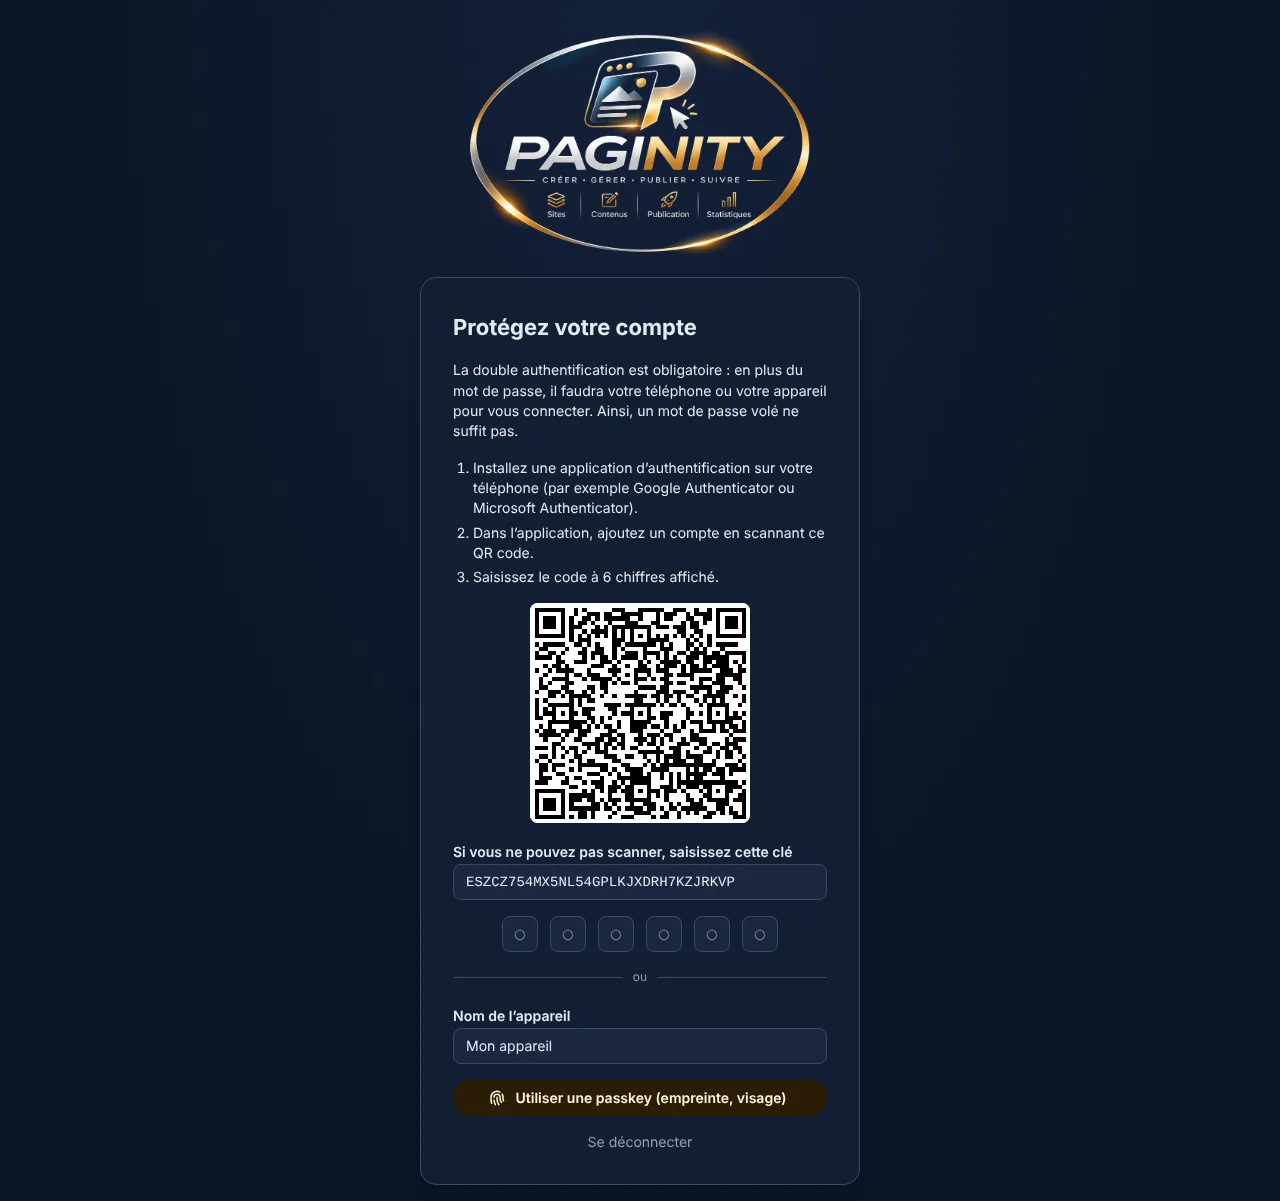 PAGINITY
CRÉER • GÉRER • PUBLIER • SUIVRE
Sites Contenus Publication Statistiques
Protégez votre compte
La double authentification est obligatoire : en plus du
mot de passe, il faudra votre téléphone ou votre appareil
pour vous connecter. Ainsi, un mot de passe volé ne
suffit pas.
1. Installez une application d’authentification sur votre
téléphone (par exemple Google Authenticator ou
Microsoft Authenticator).
2. Dans l’application, ajoutez un compte en scannant ce
QR code.
3. Saisissez le code à 6 chiffres affiché.
Si vous ne pouvez pas scanner, saisissez cette clé
ESZCZ754MX5NL54GPLKJXDRH7KZJRKVP
ou
Nom de l’appareil
Mon appareil
Utiliser une passkey (empreinte, visage)
Se déconnecter